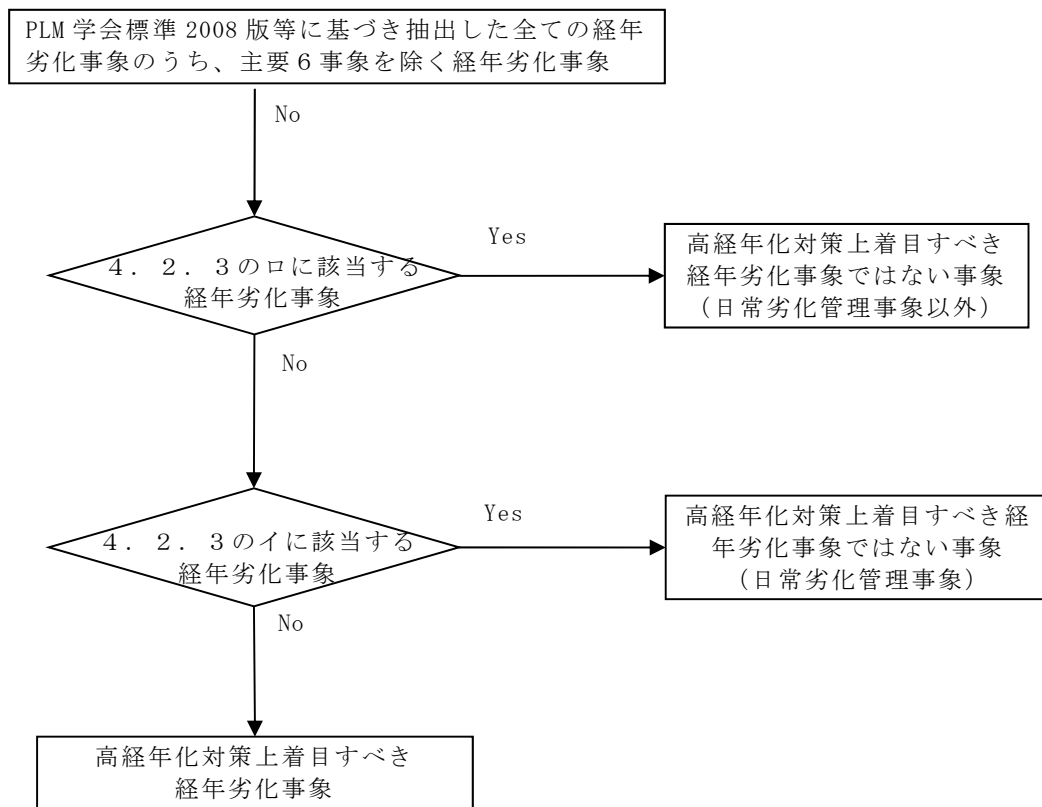 PLM 学会標準 2008 版等に基づき抽出した全ての経年
劣化事象のうち、主要６事象を除く経年劣化事象
No
４．２．３のロに該当する
経年劣化事象
Yes
高経年化対策上着目すべき
経年劣化事象ではない事象
（日常劣化管理事象以外）
No
４．２．３のイに該当する
経年劣化事象
Yes
高経年化対策上着目すべき経
年劣化事象ではない事象
（日常劣化管理事象）
No
高経年化対策上着目すべき
経年劣化事象